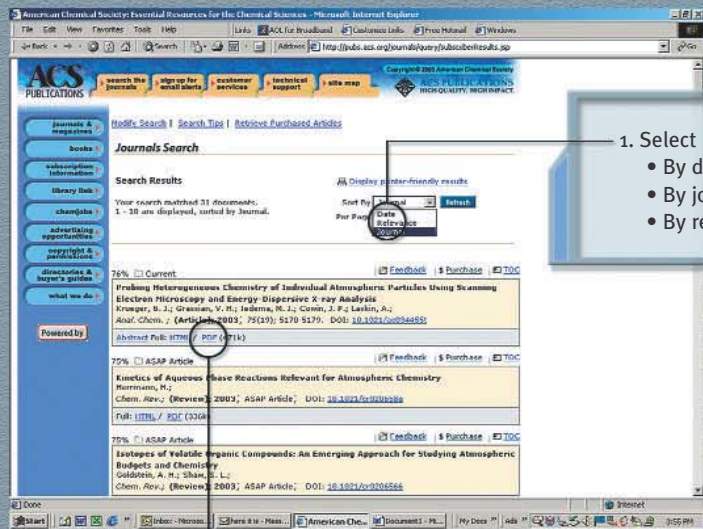 American Chemical Society: Essential Resources for the Chemical Sciences - Microsoft Internet Explorer
File Edit View Favorites Tools Help Links AOL for Broadband Customize Links Free Hotmail Windows
Back Search Address http://pubs.acs.org/journals/query/subscriberResults.jsp Go
Copyright © 2003 American Chemical Society
ACS PUBLICATIONS
search the journals
sign up for email alerts
customer services
technical support
site map
ACS PUBLICATIONS
HIGH QUALITY. HIGH IMPACT.
journals & magazines
books
subscription information
library link
chemjobs
advertising opportunities
copyright & permissions
directories & buyer's guides
what we do
Powered by
Modify Search | Search Tips | Retrieve Purchased Articles
Journals Search
Search Results
Display printer-friendly results
Your search matched 31 documents.
1 - 10 are displayed, sorted by Journal.
Sort By Journal Refresh
Per Page
Date
Relevance
Journal
1. Select
• By d
• By jo
• By re
76% Current Feedback $ Purchase TOC
Probing Heterogeneous Chemistry of Individual Atmospheric Particles Using Scanning
Electron Microscopy and Energy-Dispersive X-ray Analysis
Krueger, B. J.; Grassian, V. H.; Iedema, M. J.; Cowin, J. P.; Laskin, A.;
Anal. Chem.; (Article); 2003; 75(19); 5170-5179. DOI: 10.1021/ac034455t
Abstract Full: HTML / PDF (471k)
75% ASAP Article Feedback $ Purchase TOC
Kinetics of Aqueous Phase Reactions Relevant for Atmospheric Chemistry
Herrmann, H.;
Chem. Rev.; (Review); 2003; ASAP Article; DOI: 10.1021/cr020658q
Full: HTML / PDF (336k)
75% ASAP Article Feedback $ Purchase TOC
Isotopes of Volatile Organic Compounds: An Emerging Approach for Studying Atmospheric
Budgets and Chemistry
Goldstein, A. H.; Shaw, S. L.;
Chem. Rev.; (Review); 2003; ASAP Article; DOI: 10.1021/cr0206566
Done Internet
Start Inbox - Microso... here it is - Mess... American Che... Document1 - M... My Docs Ads 3:55 PM